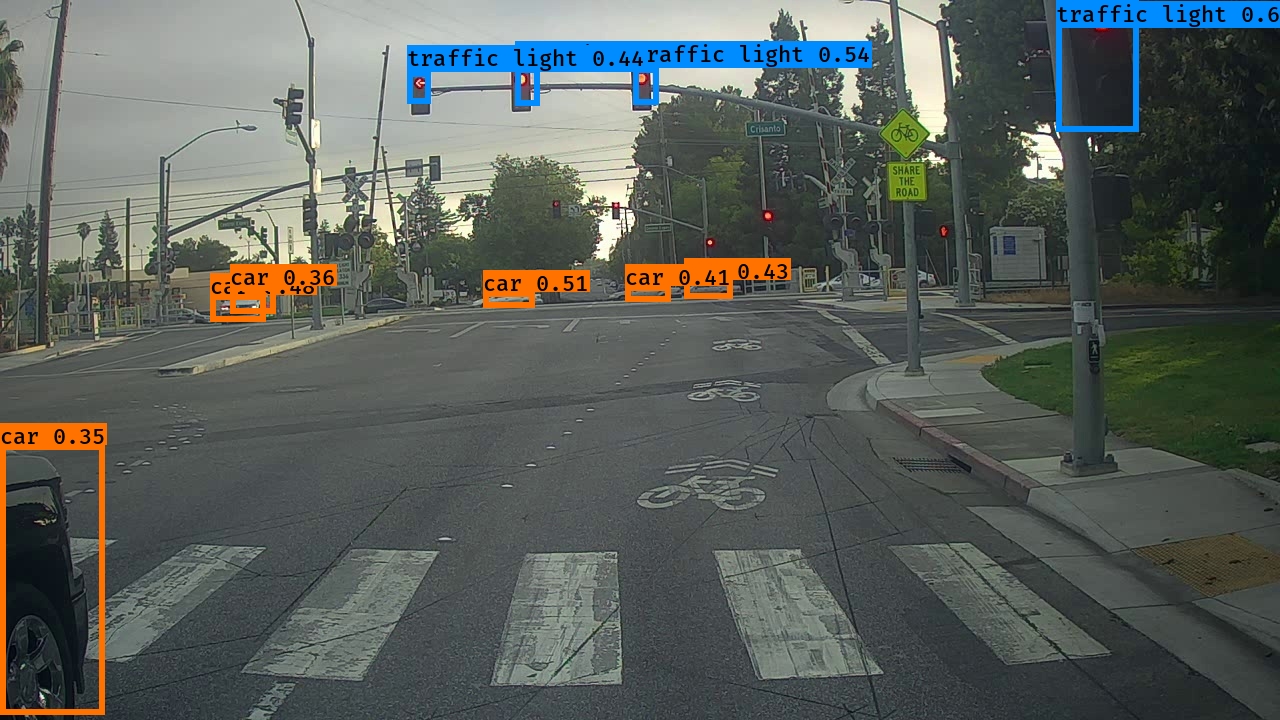 traffic light 0.6
traffic light 0.44
raffic light 0.54
Crisanto
SHARE
THE
ROAD
car 0.36
car 0.51
car 0.41
0.43
car 0.35